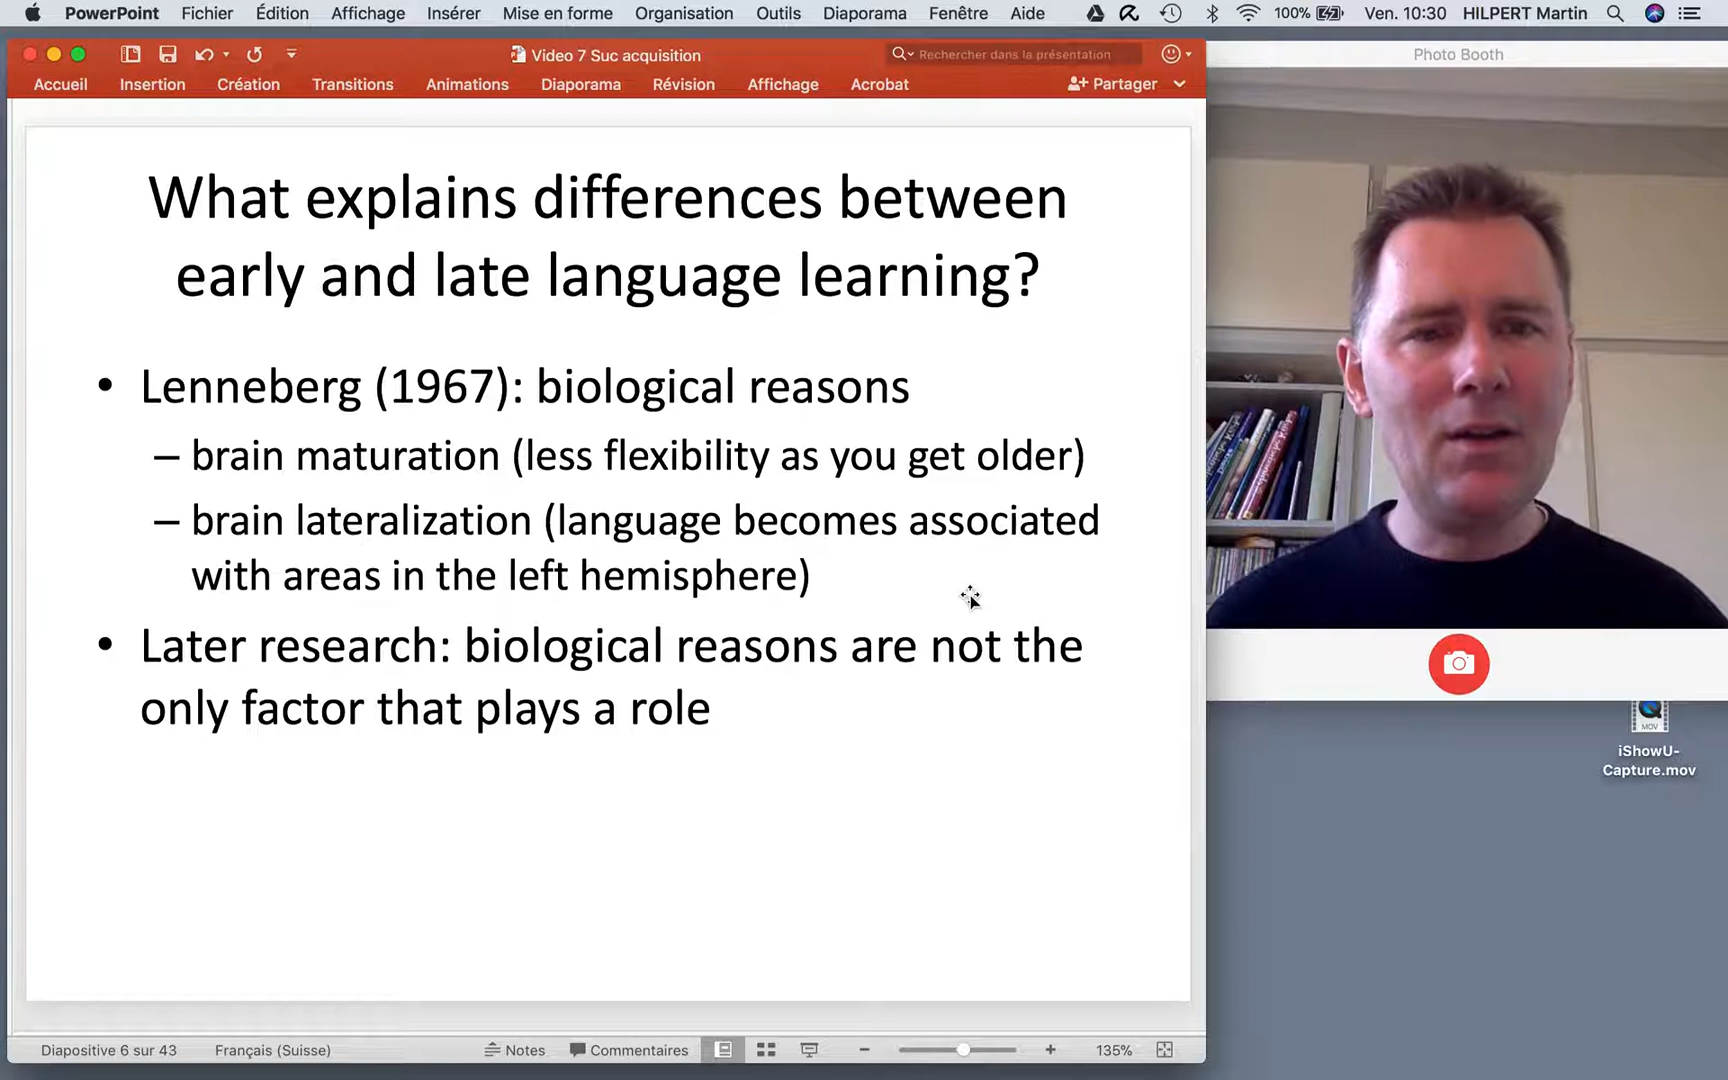 PowerPoint Fichier Édition Affichage Insérer Mise en forme Organisation Outils Diaporama Fenêtre Aide 100% Ven. 10:30 HILPERT Martin
Video 7 Suc acquisition
Rechercher dans la présentation
Photo Booth
Accueil Insertion Création Transitions Animations Diaporama Révision Affichage Acrobat Partager
What explains differences between
early and late language learning?
• Lenneberg (1967): biological reasons
– brain maturation (less flexibility as you get older)
– brain lateralization (language becomes associated
with areas in the left hemisphere)
• Later research: biological reasons are not the
only factor that plays a role
MOV
iShowU-
Capture.mov
Diapositive 6 sur 43 Français (Suisse) Notes Commentaires 135%